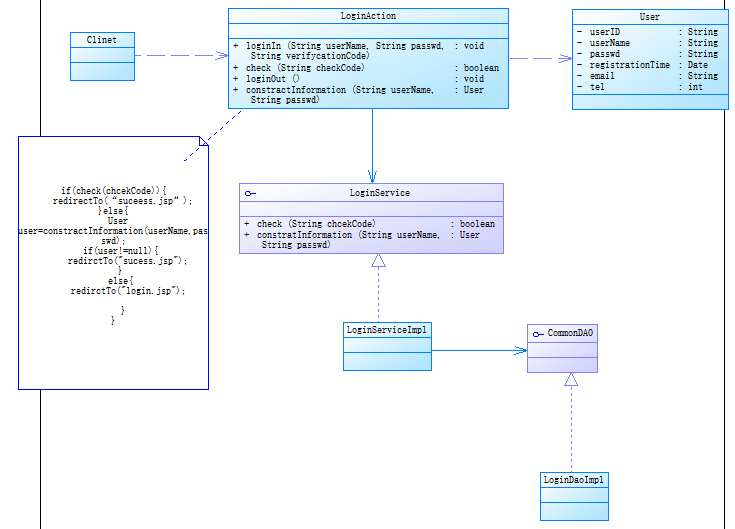 LoginAction
+ loginIn (String userName, String passwd, : void
String verifycationCode)
+ check (String checkCode) : boolean
+ loginOut () : void
+ constractInformation (String userName, : User
String passwd)
User
- userID : String
- userName : String
- passwd : String
- registrationTime : Date
- email : String
- tel : int
Clinet
if(check(chcekCode)){
redirectTo(“suceess.jsp”);
}else{
User
user=constractInformation(userName,pas
swd);
if(user!=null){
redirctTo("sucess.jsp");
}
else{
redirctTo("login.jsp");
}
}
LoginService
+ check (String chcekCode) : boolean
+ constratInformation (String userName, : User
String passwd)
LoginServiceImpl
CommonDAO
LoginDaoImpl